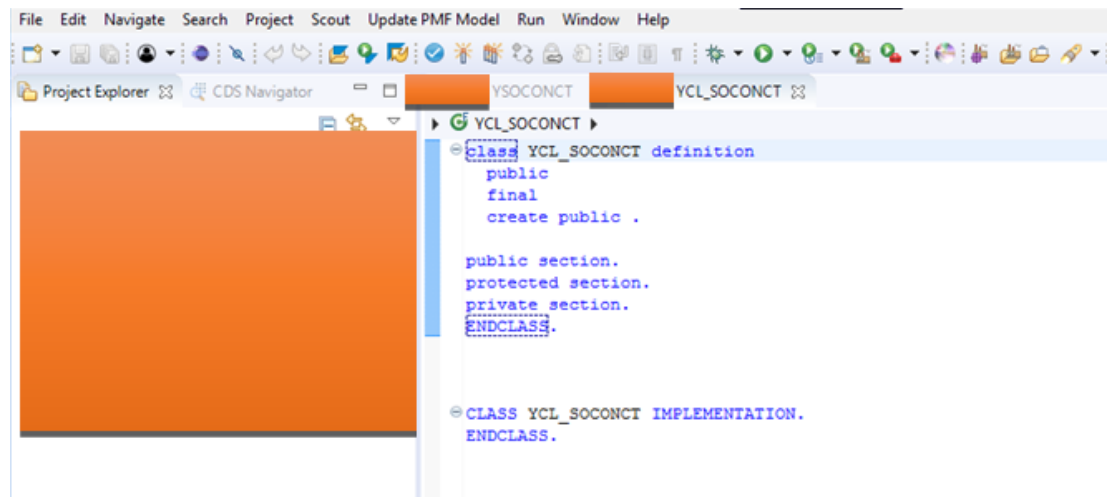 File Edit Navigate Search Project Scout Update PMF Model Run Window Help
Project Explorer CDS Navigator YSOCONCT YCL_SOCONCT
YCL_SOCONCT
class YCL_SOCONCT definition
public
final
create public .
public section.
protected section.
private section.
ENDCLASS.
CLASS YCL_SOCONCT IMPLEMENTATION.
ENDCLASS.